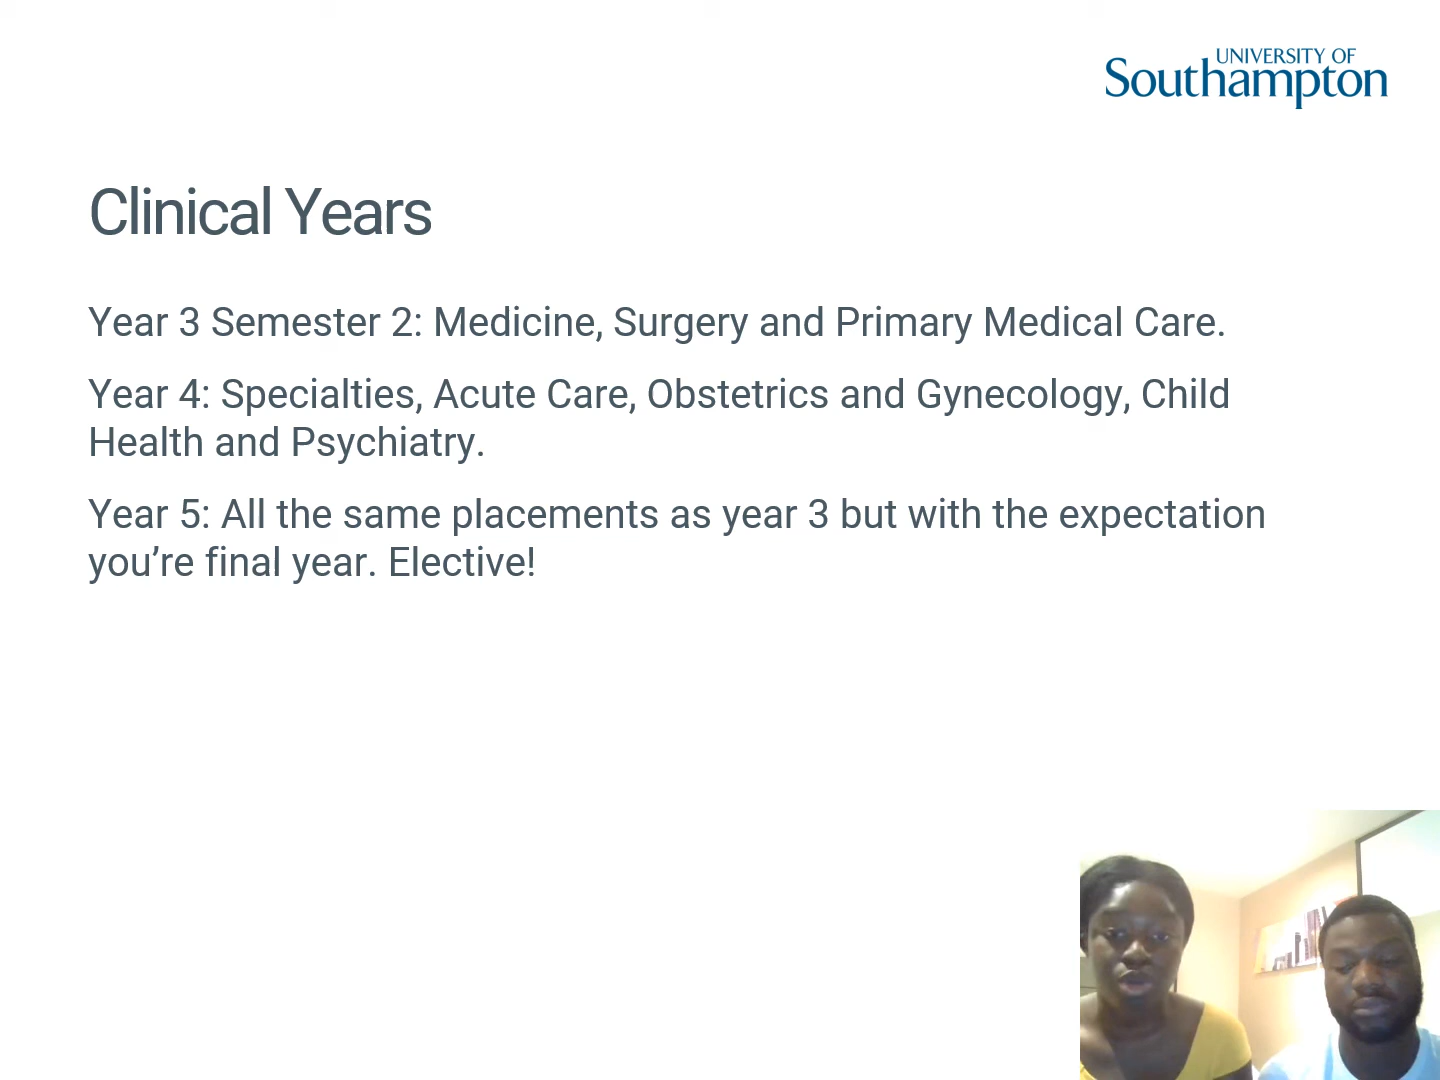 UNIVERSITY OF
Southampton
Clinical Years
Year 3 Semester 2: Medicine, Surgery and Primary Medical Care.
Year 4: Specialties, Acute Care, Obstetrics and Gynecology, Child
Health and Psychiatry.
Year 5: All the same placements as year 3 but with the expectation
you’re final year. Elective!